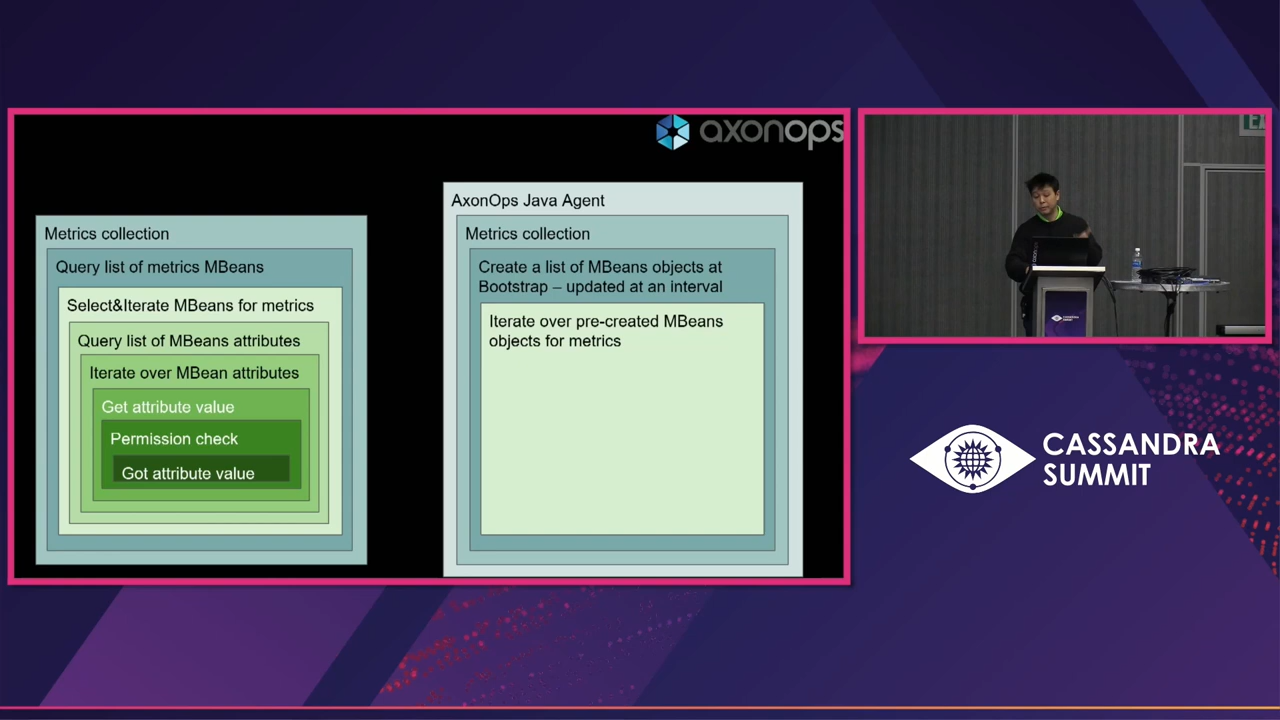 axonops
Metrics collection
Query list of metrics MBeans
Select&Iterate MBeans for metrics
Query list of MBeans attributes
Iterate over MBean attributes
Get attribute value
Permission check
Got attribute value
AxonOps Java Agent
Metrics collection
Create a list of MBeans objects at
Bootstrap – updated at an interval
Iterate over pre-created MBeans
objects for metrics
CASSANDRA
SUMMIT